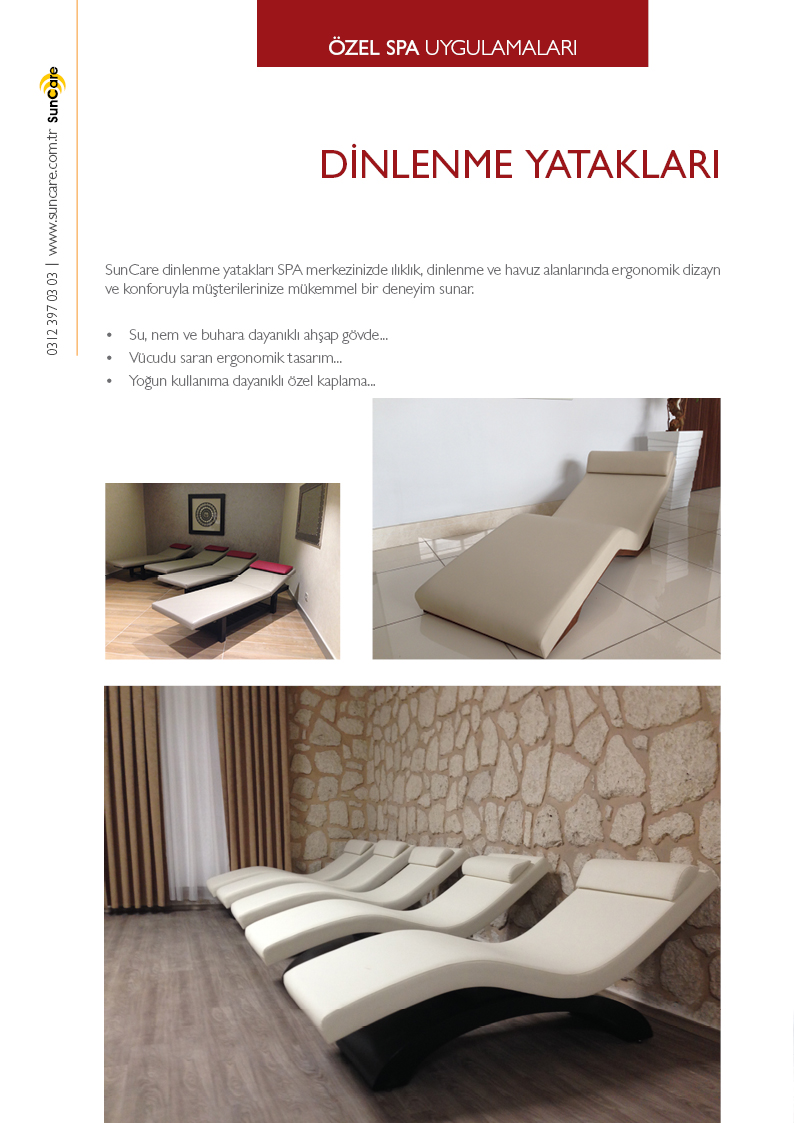 ÖZEL SPA UYGULAMALARI
0312 397 03 03 | www.suncare.com.tr SunCare
DİNLENME YATAKLARI
SunCare dinlenme yatakları SPA merkezinizde ılıklık, dinlenme ve havuz alanlarında ergonomik dizayn
ve konforuyla müşterilerinize mükemmel bir deneyim sunar.
• Su, nem ve buhara dayanıklı ahşap gövde...
• Vücudu saran ergonomik tasarım...
• Yoğun kullanıma dayanıklı özel kaplama...